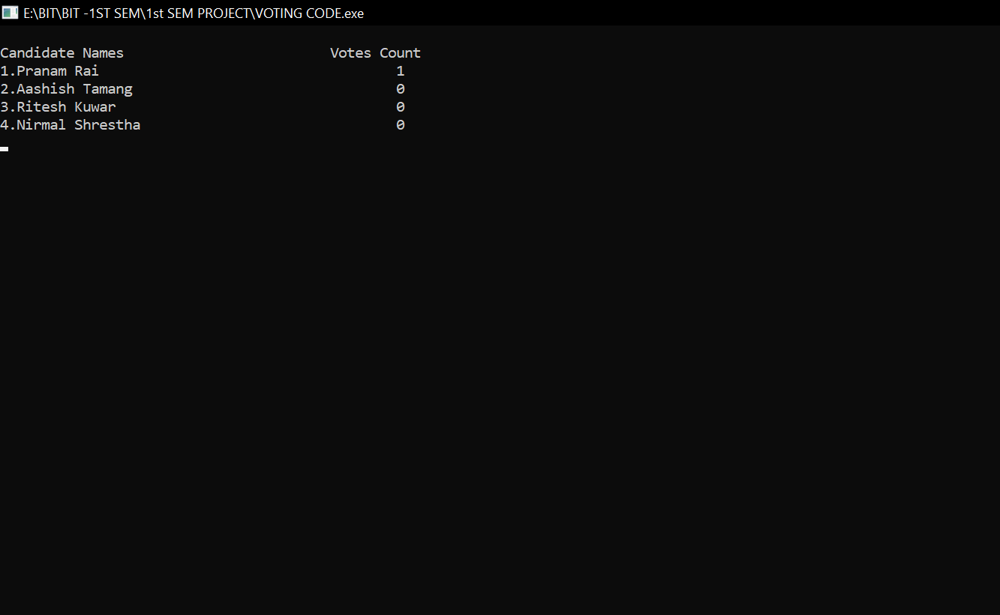 E:\BIT\BIT -1ST SEM\1st SEM PROJECT\VOTING CODE.exe
Candidate Names                         Votes Count
1.Pranam Rai                                    1
2.Aashish Tamang                                0
3.Ritesh Kuwar                                  0
4.Nirmal Shrestha                               0